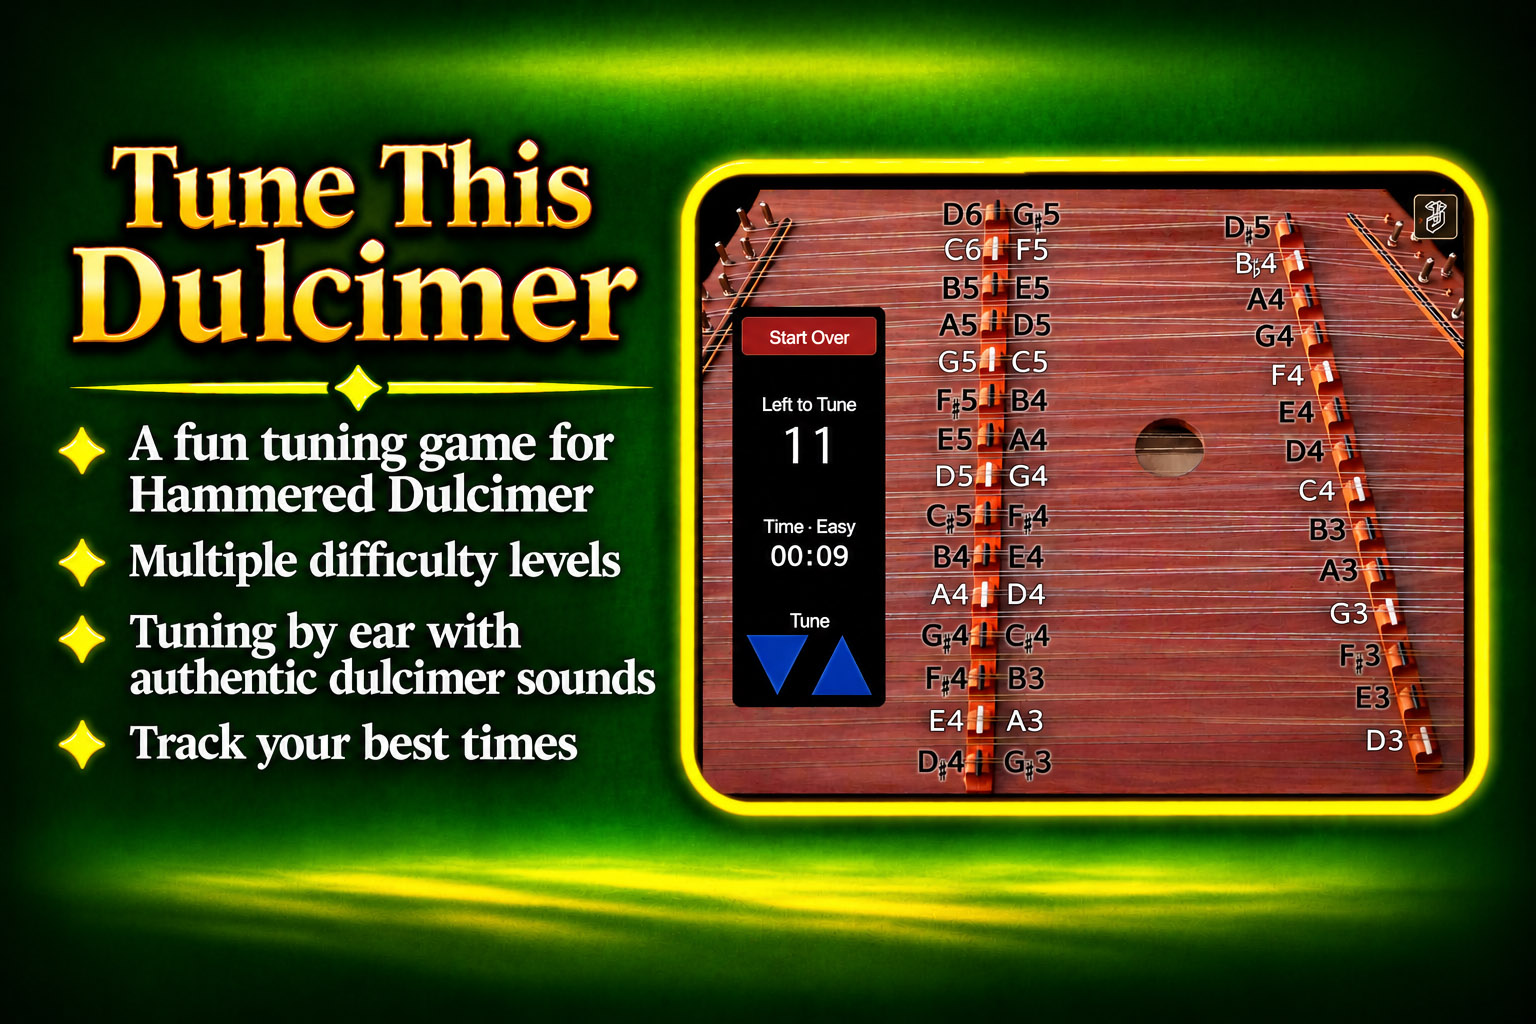 Tune This
Dulcimer
A fun tuning game for
Hammered Dulcimer
Multiple difficulty levels
Tuning by ear with
authentic dulcimer sounds
Track your best times
Start Over
Left to Tune
11
Time · Easy
00:09
Tune
D6 G♯5
C6 F5
B5 E5
A5 D5
G5 C5
F♯5 B4
E5 A4
D5 G4
C♯5 F♯4
B4 E4
A4 D4
G♯4 C♯4
F♯4 B3
E4 A3
D♯4 G♯3
D♯5
B♭4
A4
G4
F4
E4
D4
C4
B3
A3
G3
F♯3
E3
D3